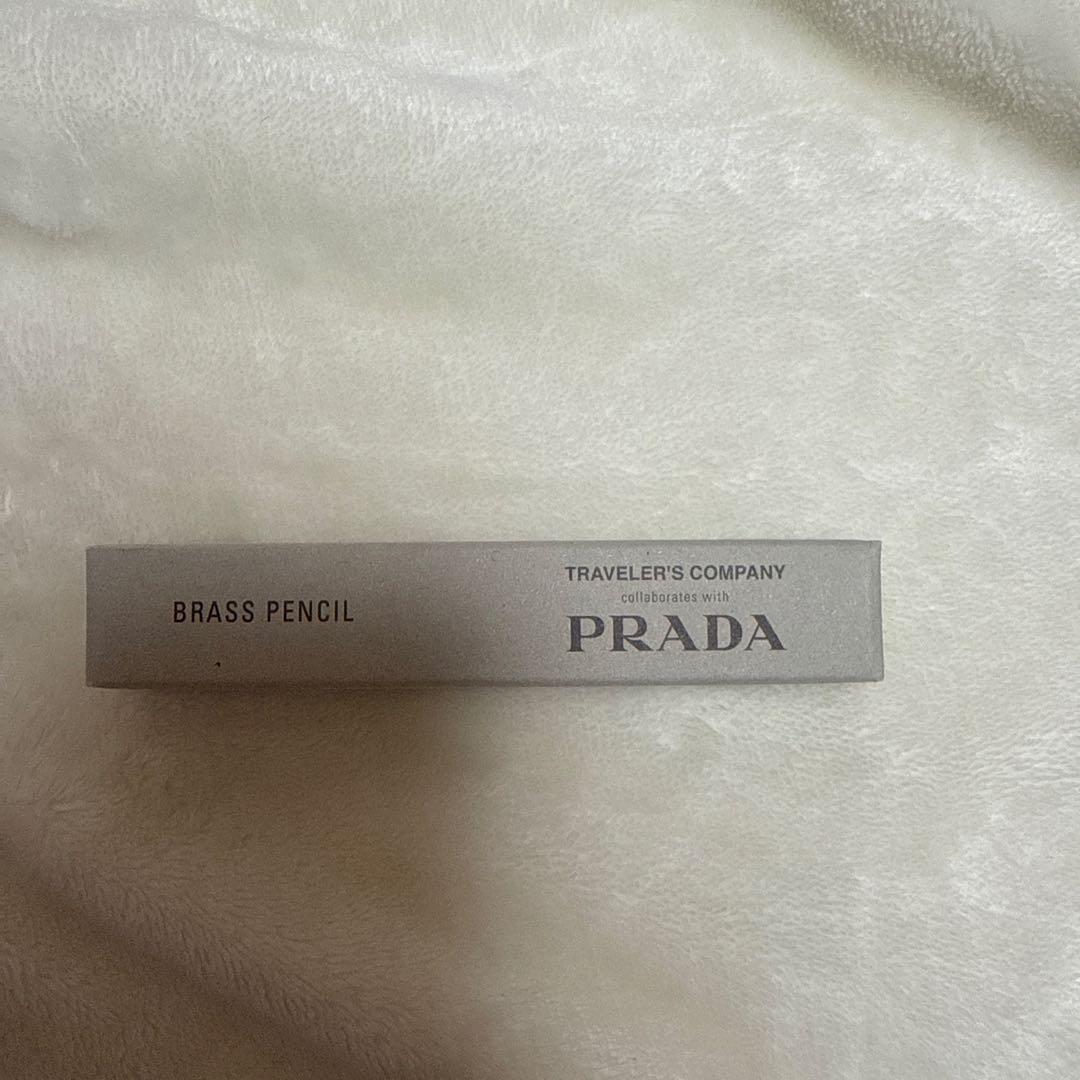 BRASS PENCIL
TRAVELER'S COMPANY
collaborates with
PRADA